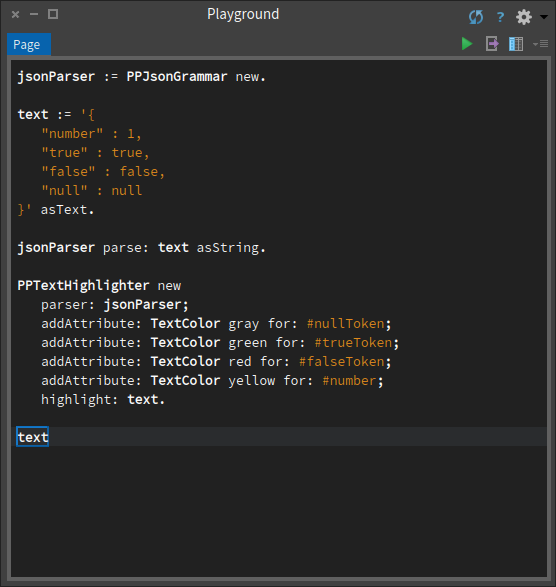 Playground
?
Page
jsonParser := PPJsonGrammar new.
text := '{
"number" : 1,
"true" : true,
"false" : false,
"null" : null
}' asText.
jsonParser parse: text asString.
PPTextHighlighter new
parser: jsonParser;
addAttribute: TextColor gray for: #nullToken;
addAttribute: TextColor green for: #trueToken;
addAttribute: TextColor red for: #falseToken;
addAttribute: TextColor yellow for: #number;
highlight: text.
text